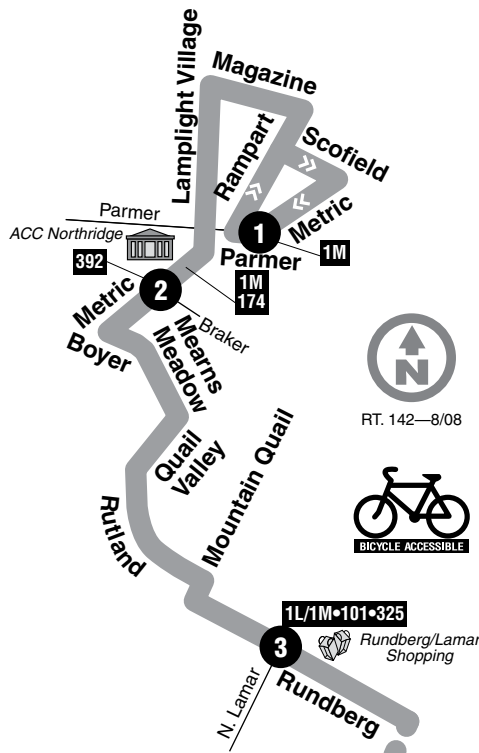 Lamplight Village
Magazine
Rampart
Scofield
Metric
Parmer
1
Parmer
1M
ACC Northridge
392
1M
174
2
Metric
Braker
Boyer
Mearns
Meadow
N
RT. 142—8/08
Quail
Valley
Mountain Quail
BICYCLE ACCESSIBLE
Rutland
1L/1M•101•325
3
Rundberg/Lamar
Shopping
Rundberg
N. Lamar